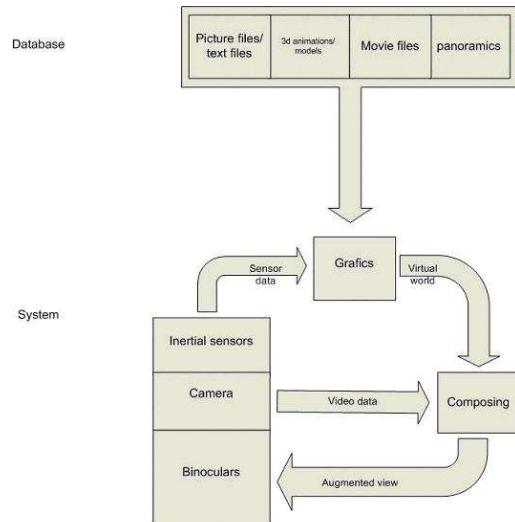 Database
Picture files/
text files
3d animations/
models
Movie files
panoramics
Grafics
Sensor
data
Virtual
world
System
Inertial sensors
Camera
Video data
Composing
Binoculars
Augmented view